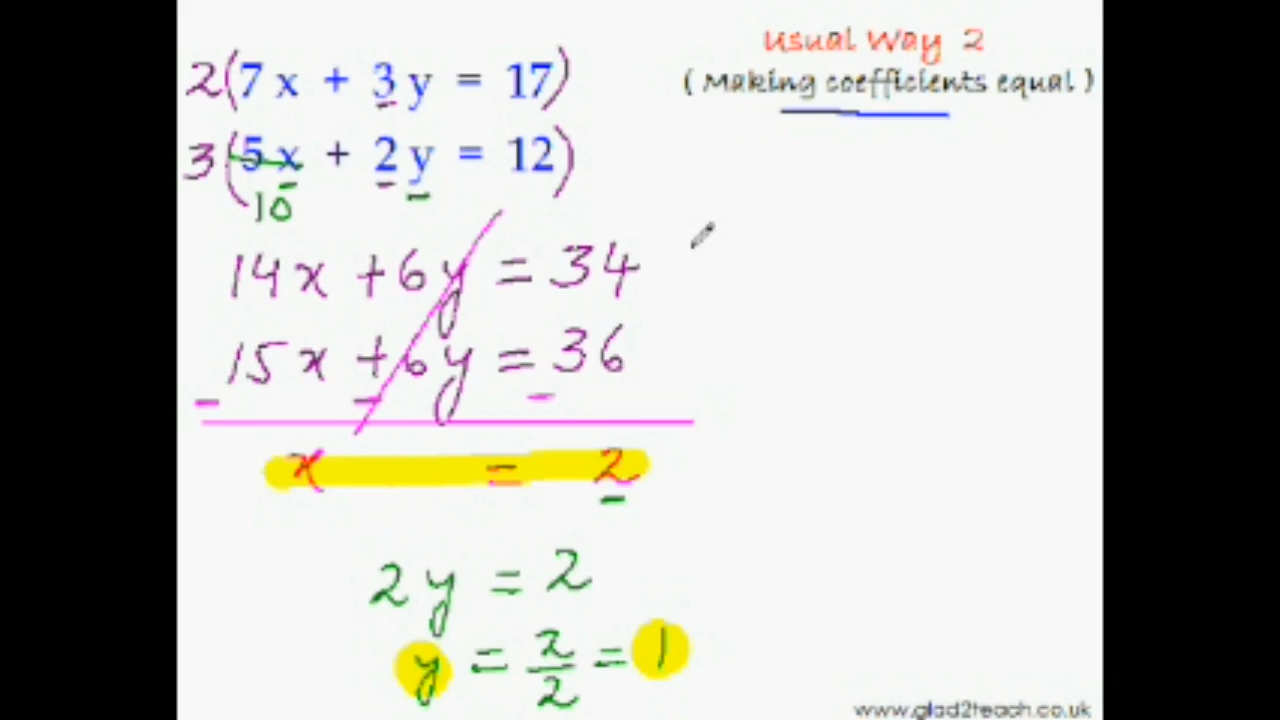 Usual Way 2
( Making coefficients equal )
2(7x + 3y = 17)
3(5x + 2y = 12)
10
14x + 6y = 34
15x + 6y = 36
- - -
x = 2
2y = 2
y = 2/2 = 1
www.glad2teach.co.uk